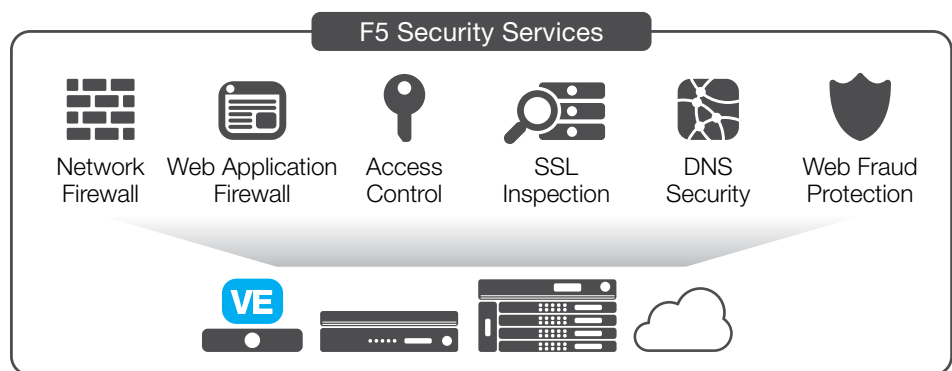 F5 Security Services
Network
Firewall
Web Application
Firewall
Access
Control
SSL
Inspection
DNS
Security
Web Fraud
Protection
VE